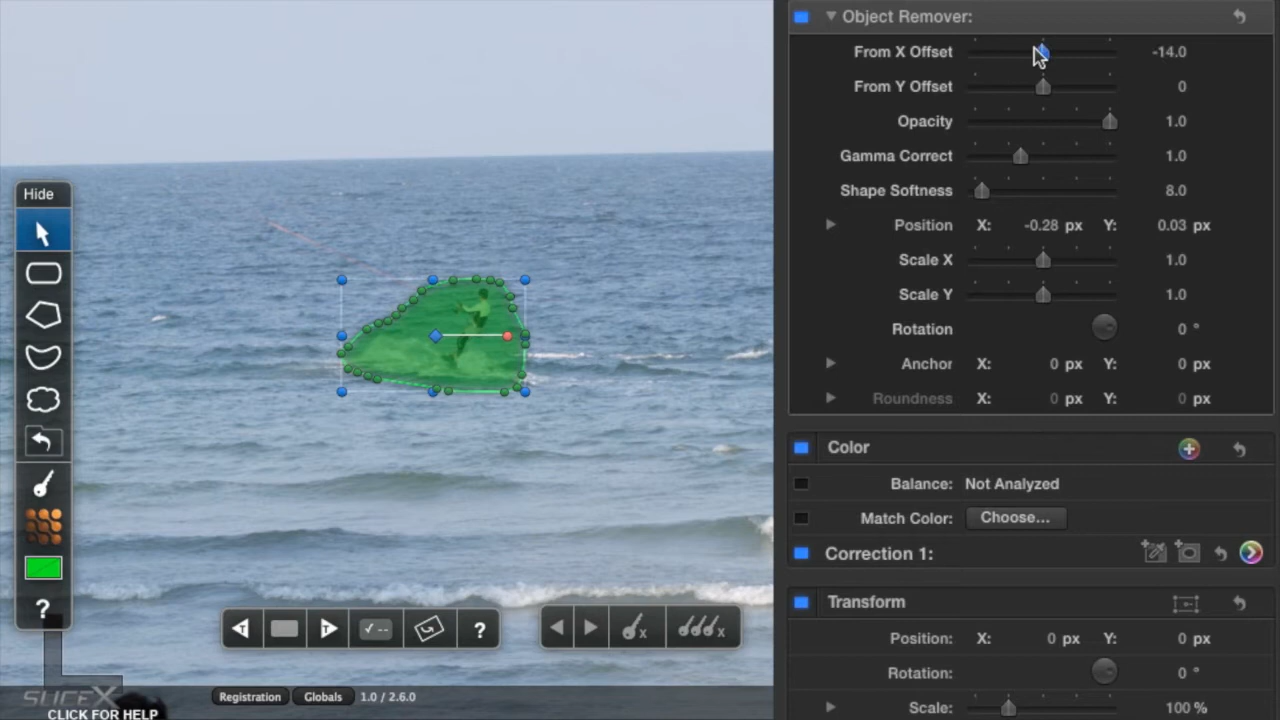 Hide
Object Remover:
From X Offset -14.0
From Y Offset 0
Opacity 1.0
Gamma Correct 1.0
Shape Softness 8.0
Position X: -0.28 px Y: 0.03 px
Scale X 1.0
Scale Y 1.0
Rotation 0 °
Anchor X: 0 px Y: 0 px
Roundness X: 0 px Y: 0 px
Color
Balance: Not Analyzed
Match Color: Choose...
Correction 1:
Transform
Position: X: 0 px Y: 0 px
Rotation: 0 °
Scale: 100 %
T T ✓-- ? x x
?
SLICEX
CLICK FOR HELP
Registration Globals 1.0 / 2.6.0